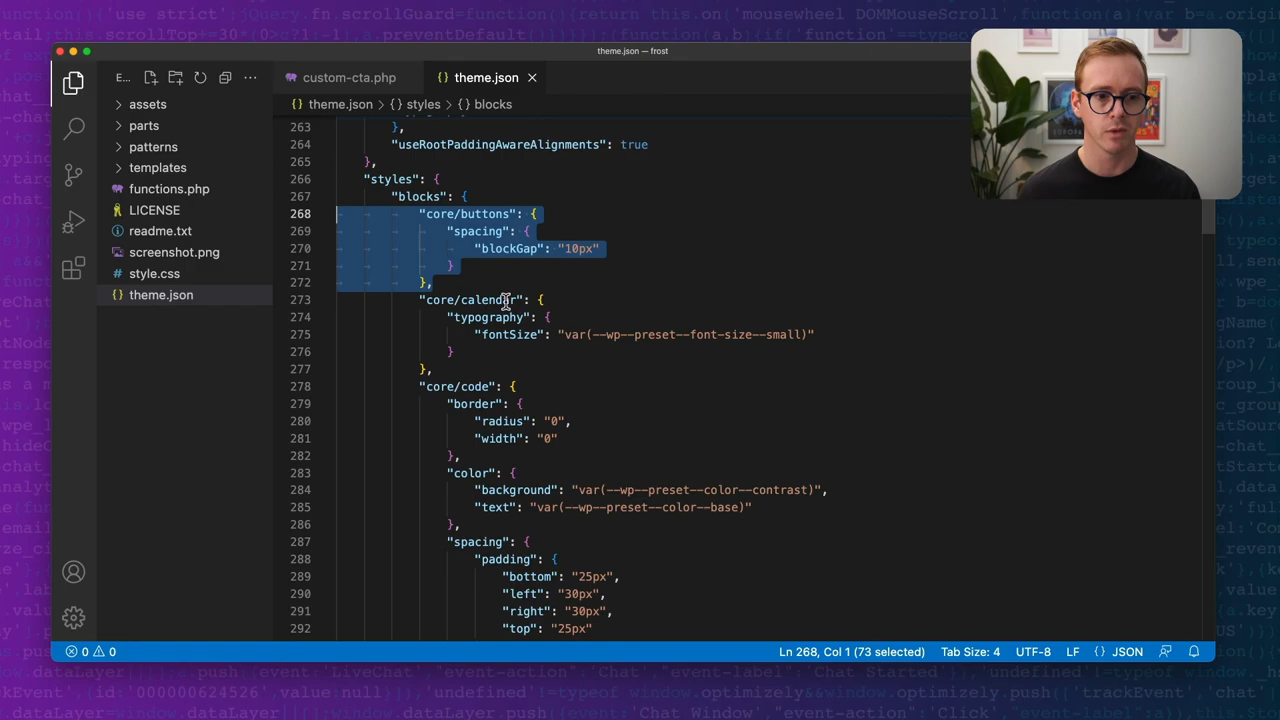 theme.json — frost
E...
custom-cta.php
theme.json
theme.json > {} styles > {} blocks
assets
parts
patterns
templates
functions.php
LICENSE
readme.txt
screenshot.png
style.css
theme.json
263 },
264 "useRootPaddingAwareAlignments": true
265 },
266 "styles": {
267 "blocks": {
268 "core/buttons": {
269 "spacing": {
270 "blockGap": "10px"
271 }
272 },
273 "core/calendar": {
274 "typography": {
275 "fontSize": "var(--wp--preset--font-size--small)"
276 }
277 },
278 "core/code": {
279 "border": {
280 "radius": "0",
281 "width": "0"
282 },
283 "color": {
284 "background": "var(--wp--preset--color--contrast)",
285 "text": "var(--wp--preset--color--base)"
286 },
287 "spacing": {
288 "padding": {
289 "bottom": "25px",
290 "left": "30px",
291 "right": "30px",
292 "top": "25px"
0 0 Ln 268, Col 1 (73 selected) Tab Size: 4 UTF-8 LF {} JSON